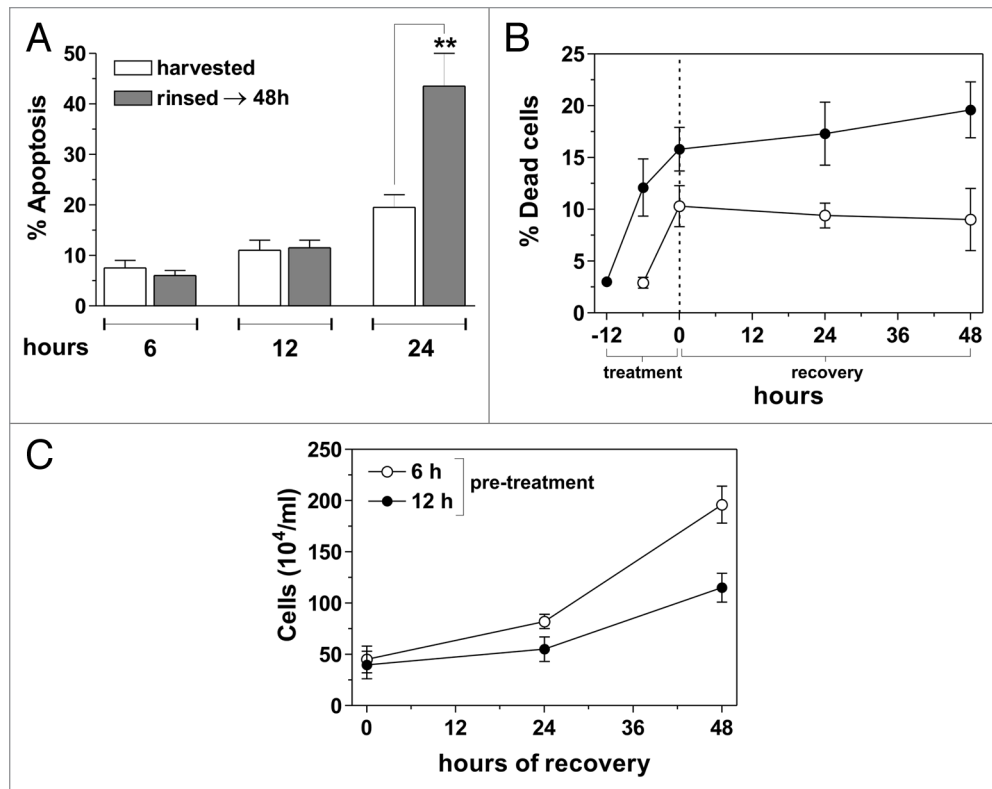 A
50
40
30
20
10
0
% Apoptosis
harvested
rinsed → 48h
**
hours 6 12 24
B
25
20
15
10
5
0
% Dead cells
-12 0 12 24 36 48
treatment recovery
hours
C
250
200
150
100
50
0
Cells (10⁴/ml)
6 h
12 h
pre-treatment
0 12 24 36 48
hours of recovery